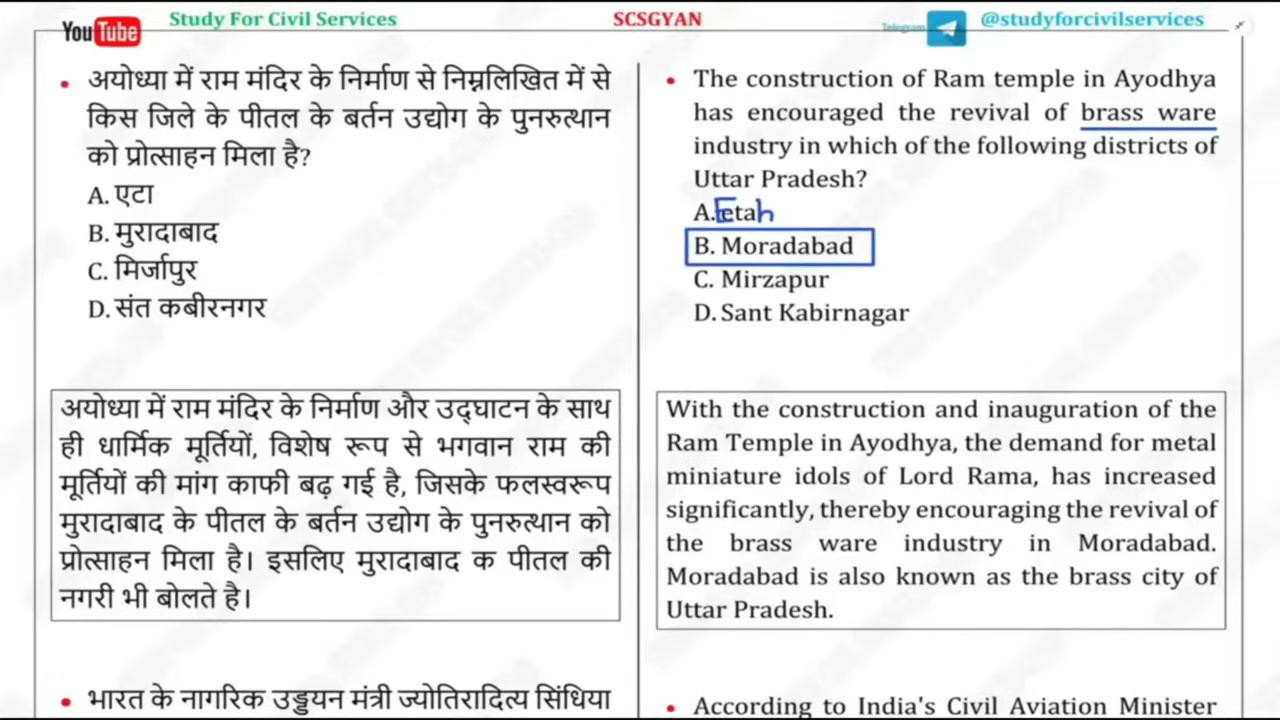 YouTube
Study For Civil Services
SCSGYAN
Telegram
@studyforcivilservices
• अयोध्या में राम मंदिर के निर्माण से निम्नलिखित में से
किस जिले के पीतल के बर्तन उद्योग के पुनरुत्थान
को प्रोत्साहन मिला है?
A. एटा
B. मुरादाबाद
C. मिर्जापुर
D. संत कबीरनगर
अयोध्या में राम मंदिर के निर्माण और उद्घाटन के साथ
ही धार्मिक मूर्तियों, विशेष रूप से भगवान राम की
मूर्तियों की मांग काफी बढ़ गई है, जिसके फलस्वरूप
मुरादाबाद के पीतल के बर्तन उद्योग के पुनरुत्थान को
प्रोत्साहन मिला है। इसलिए मुरादाबाद क पीतल की
नगरी भी बोलते है।
• भारत के नागरिक उड्डयन मंत्री ज्योतिरादित्य सिंधिया
• The construction of Ram temple in Ayodhya
has encouraged the revival of brass ware
industry in which of the following districts of
Uttar Pradesh?
A. Etah
B. Moradabad
C. Mirzapur
D. Sant Kabirnagar
With the construction and inauguration of the
Ram Temple in Ayodhya, the demand for metal
miniature idols of Lord Rama, has increased
significantly, thereby encouraging the revival of
the brass ware industry in Moradabad.
Moradabad is also known as the brass city of
Uttar Pradesh.
• According to India's Civil Aviation Minister